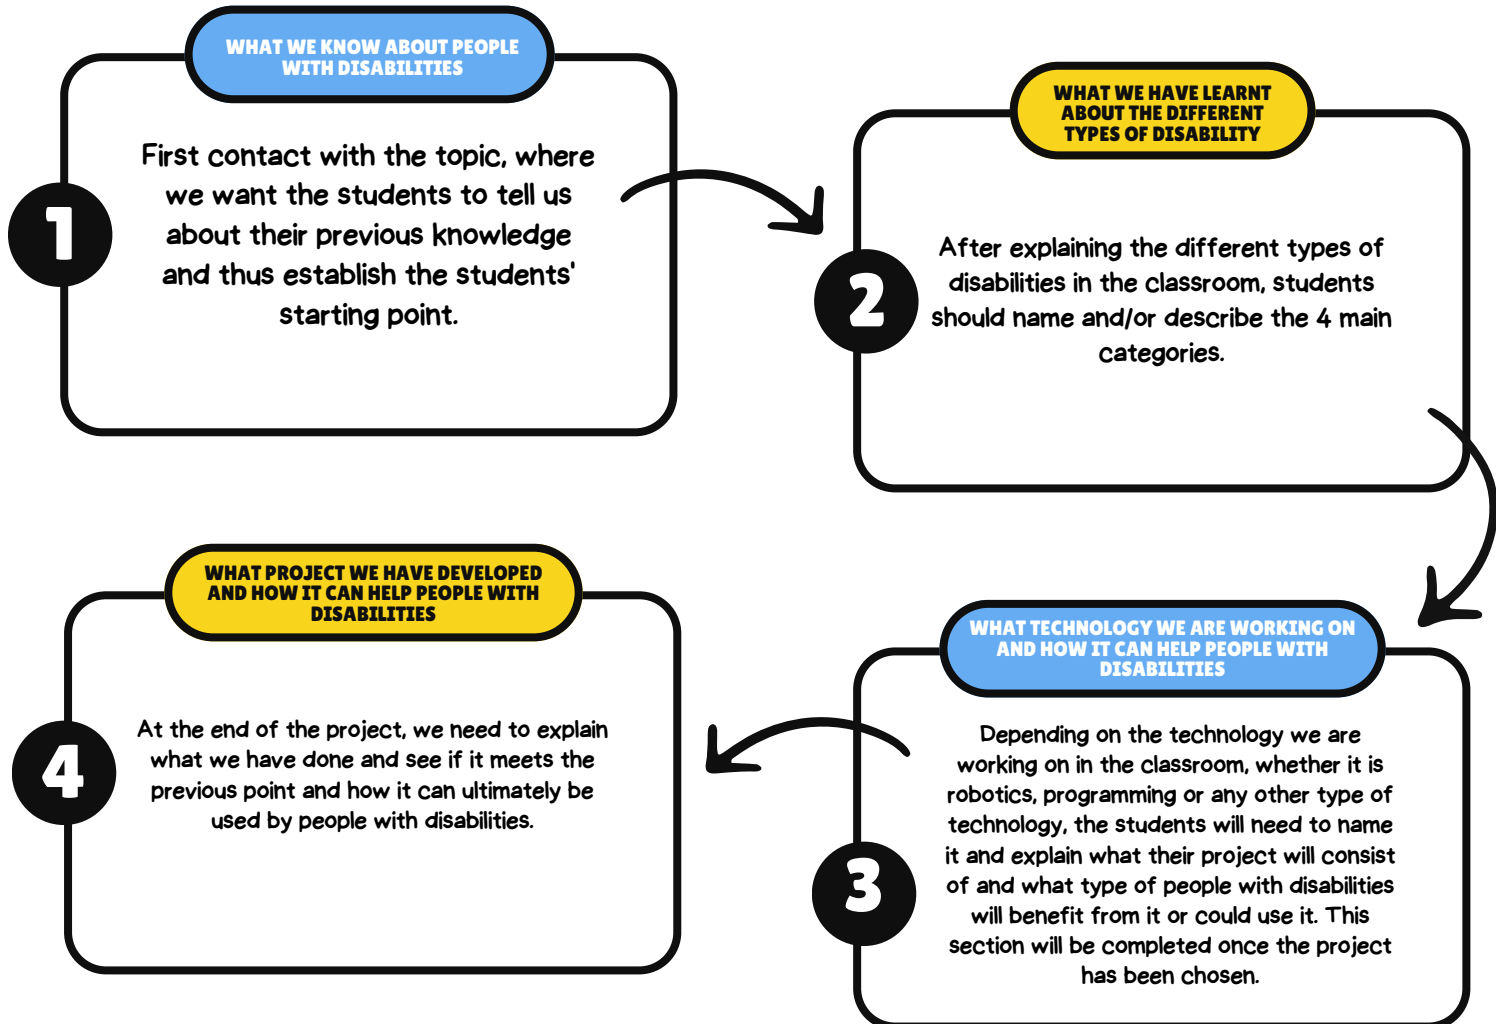 WHAT WE KNOW ABOUT PEOPLE
WITH DISABILITIES
1
First contact with the topic, where
we want the students to tell us
about their previous knowledge
and thus establish the students'
starting point.
WHAT WE HAVE LEARNT
ABOUT THE DIFFERENT
TYPES OF DISABILITY
2
After explaining the different types of
disabilities in the classroom, students
should name and/or describe the 4 main
categories.
WHAT TECHNOLOGY WE ARE WORKING ON
AND HOW IT CAN HELP PEOPLE WITH
DISABILITIES
3
Depending on the technology we are
working on in the classroom, whether it is
robotics, programming or any other type of
technology, the students will need to name
it and explain what their project will consist
of and what type of people with disabilities
will benefit from it or could use it. This
section will be completed once the project
has been chosen.
WHAT PROJECT WE HAVE DEVELOPED
AND HOW IT CAN HELP PEOPLE WITH
DISABILITIES
4
At the end of the project, we need to explain
what we have done and see if it meets the
previous point and how it can ultimately be
used by people with disabilities.